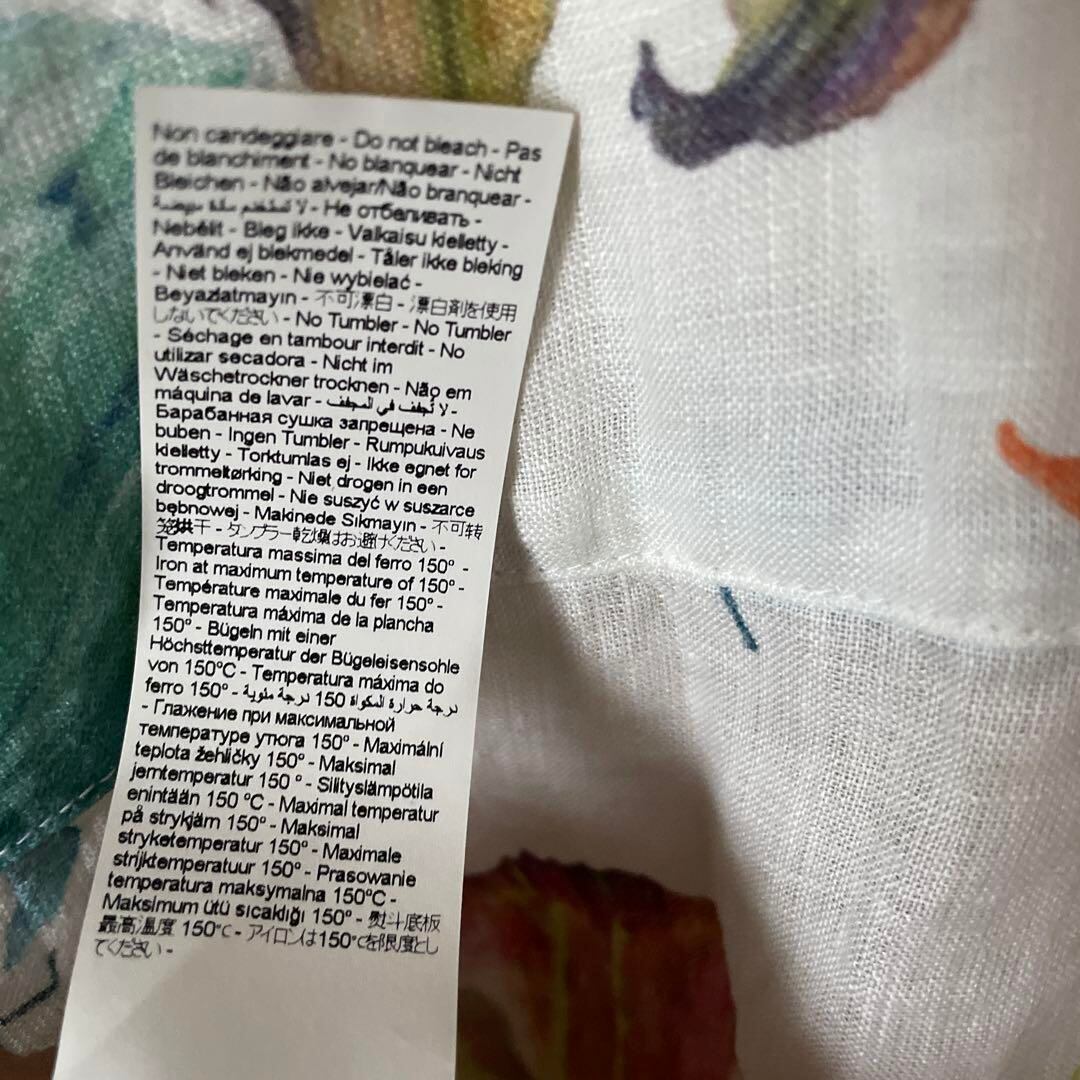 Non candeggiare - Do not bleach - Pas
de blanchiment - No blanquear - Nicht
Bleichen - Não alvejar/Não branquear -
لا تستخدم - Не отбеливать -
Nebělit - Bleg ikke - Valkaisu kielletty -
Använd ej blekmedel - Tåler ikke bleking
- Niet bleken - Nie wybielać -
Beyazlatmayın - 不可漂白 - 漂白剤を使用
しないでください - No Tumbler - No Tumbler
- Séchage en tambour interdit - No
utilizar secadora - Nicht im
Wäschetrockner trocknen - Não em
máquina de lavar - لا تُجفف في المجفف -
Барабанная сушка запрещена - Ne
buben - Ingen Tumbler - Rumpukuivaus
kielletty - Torktumlas ej - Ikke egnet for
trommeltørking - Niet drogen in een
droogtrommel - Nie suszyć w suszarce
bębnowej - Makinede Sıkmayın - 不可转
笼烘干 - タンブラー乾燥はお避けください -
Temperatura massima del ferro 150° -
Iron at maximum temperature of 150° -
Température maximale du fer 150° -
Temperatura máxima de la plancha
150° - Bügeln mit einer
Höchsttemperatur der Bügeleisensohle
von 150°C - Temperatura máxima do
ferro 150° - درجة حرارة المكواة 150 درجة مئوية
- Глажение при максимальной
температуре утюга 150° - Maximální
teplota žehličky 150° - Maksimal
jerntemperatur 150 ° - Silityslämpötila
enintään 150 °C - Maximal temperatur
på strykjärn 150° - Maksimal
stryketemperatur 150° - Maximale
strijktemperatuur 150° - Prasowanie
temperatura maksymalna 150°C -
Maksimum ütü sıcaklığı 150° - 熨斗底板
最高温度 150°C - アイロンは150°Cを限度とし
てください -